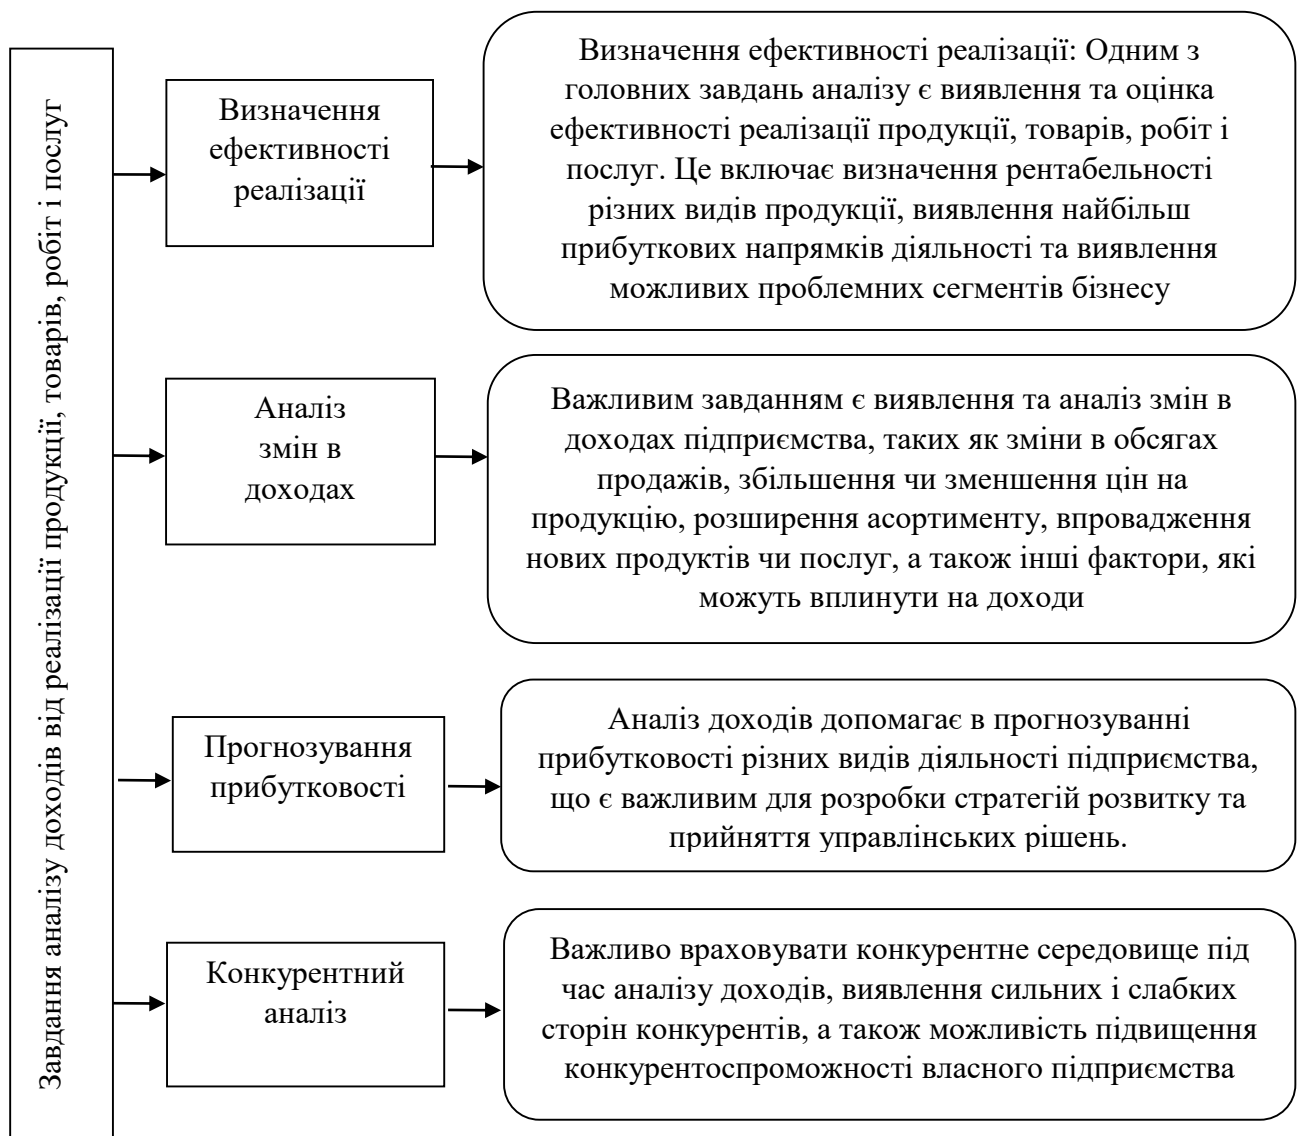 Завдання аналізу доходів від реалізації продукції, товарів, робіт і послуг
Визначення
ефективності
реалізації
Визначення ефективності реалізації: Одним з
головних завдань аналізу є виявлення та оцінка
ефективності реалізації продукції, товарів, робіт і
послуг. Це включає визначення рентабельності
різних видів продукції, виявлення найбільш
прибуткових напрямків діяльності та виявлення
можливих проблемних сегментів бізнесу
Аналіз
змін в
доходах
Важливим завданням є виявлення та аналіз змін в
доходах підприємства, таких як зміни в обсягах
продажів, збільшення чи зменшення цін на
продукцію, розширення асортименту, впровадження
нових продуктів чи послуг, а також інші фактори, які
можуть вплинути на доходи
Прогнозування
прибутковості
Аналіз доходів допомагає в прогнозуванні
прибутковості різних видів діяльності підприємства,
що є важливим для розробки стратегій розвитку та
прийняття управлінських рішень.
Конкурентний
аналіз
Важливо враховувати конкурентне середовище під
час аналізу доходів, виявлення сильних і слабких
сторін конкурентів, а також можливість підвищення
конкурентоспроможності власного підприємства